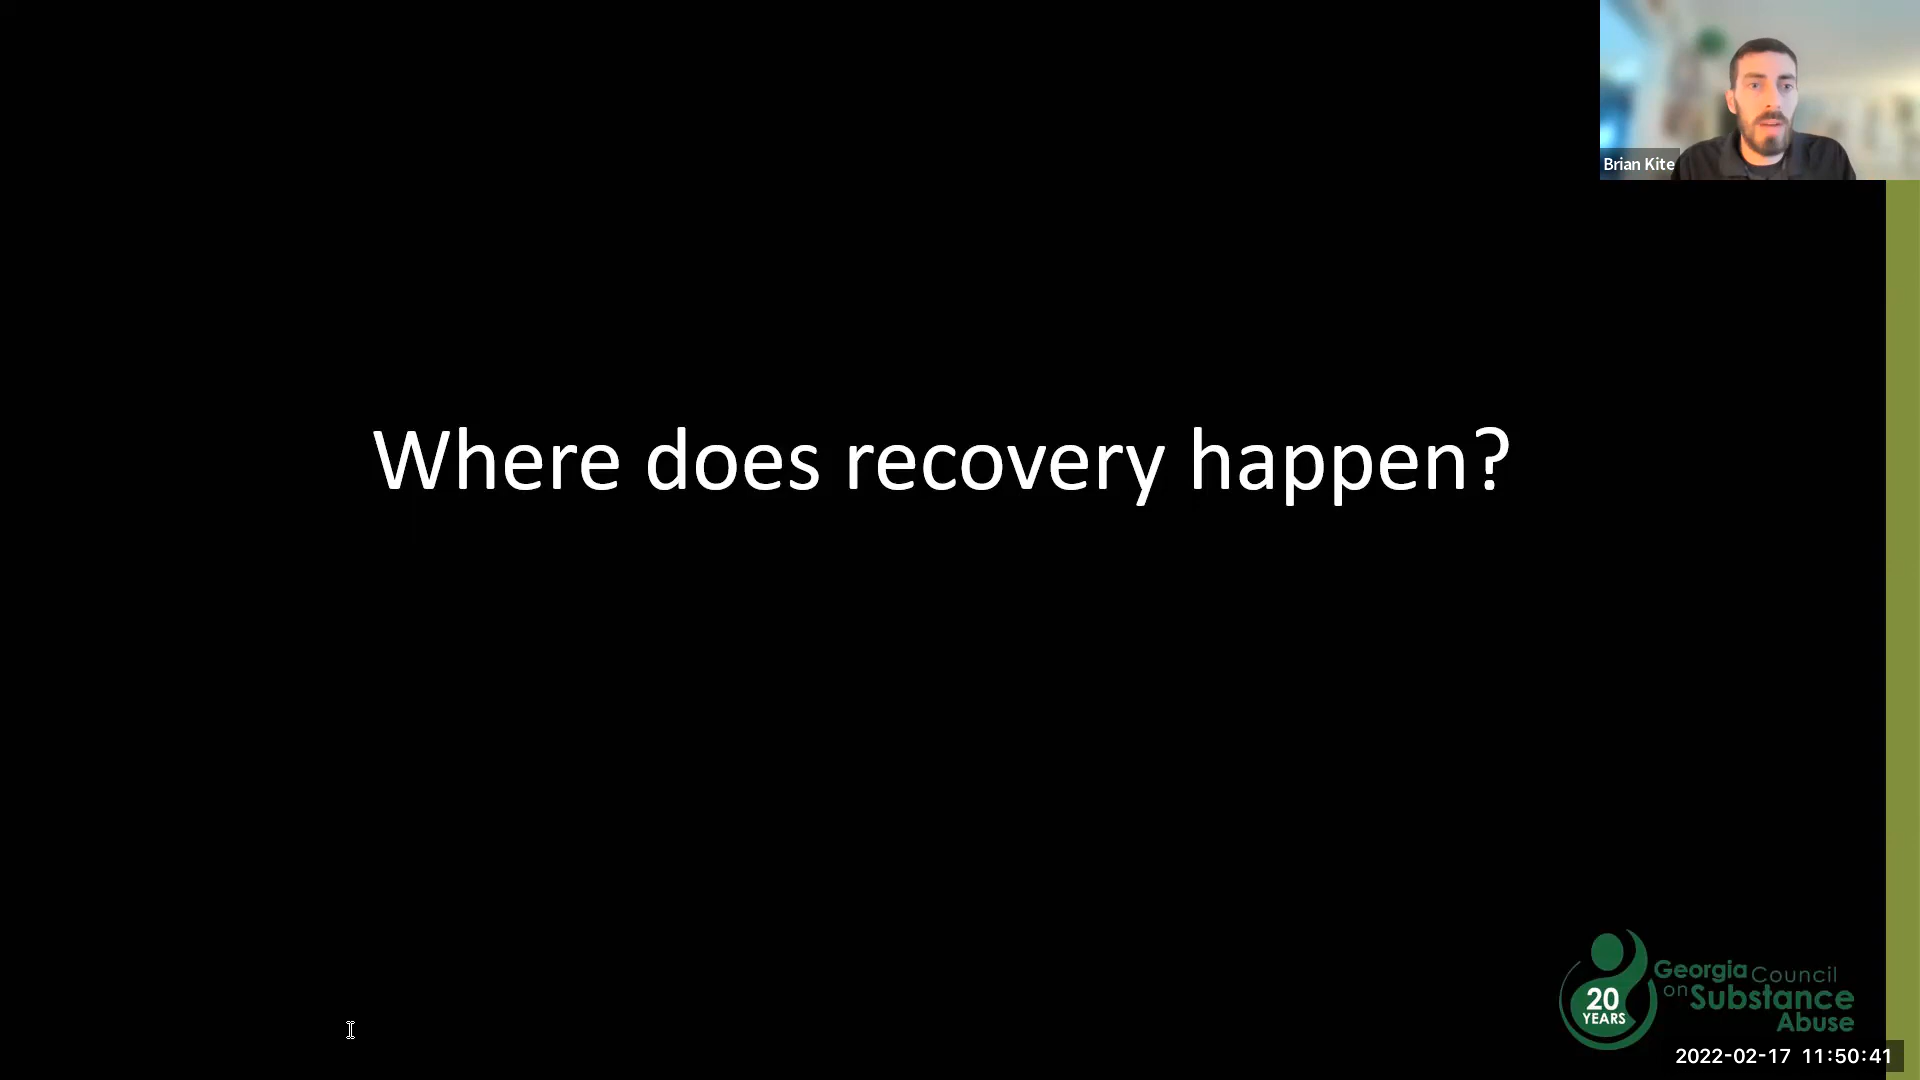 Brian Kite
Where does recovery happen?
20
YEARS
Georgia Council
on Substance
Abuse
2022-02-17 11:50:41